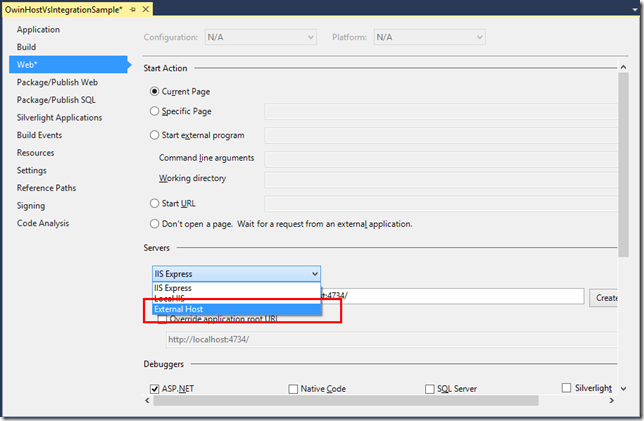 OwinHostVsIntegrationSample*
Application
Build
Web*
Package/Publish Web
Package/Publish SQL
Silverlight Applications
Build Events
Resources
Settings
Reference Paths
Signing
Code Analysis
Configuration: N/A Platform: N/A
Start Action
Current Page
Specific Page
Start external program
Command line arguments
Working directory
Start URL
Don't open a page. Wait for a request from an external application.
Servers
IIS Express
IIS Express
Local IIS t:4734/ Create
External Host
Override application root URL
http://localhost:4734/
Debuggers
ASP.NET Native Code SQL Server Silverlight